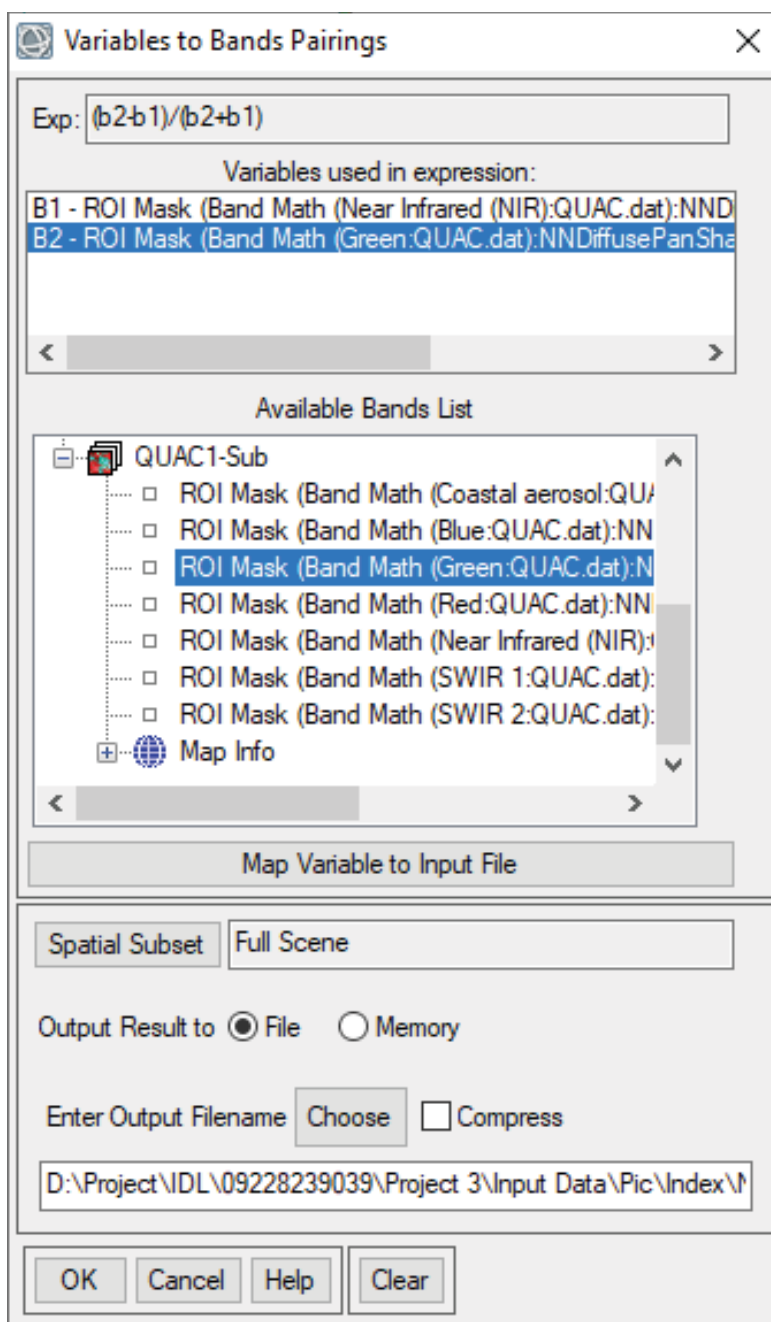 Variables to Bands Pairings
Exp: (b2-b1)/(b2+b1)
Variables used in expression:
B1 - ROI Mask (Band Math (Near Infrared (NIR):QUAC.dat):NND
B2 - ROI Mask (Band Math (Green:QUAC.dat):NNDiffusePanSha
Available Bands List
QUAC1-Sub
ROI Mask (Band Math (Coastal aerosol:QUA
ROI Mask (Band Math (Blue:QUAC.dat):NN
ROI Mask (Band Math (Green:QUAC.dat):N
ROI Mask (Band Math (Red:QUAC.dat):NN
ROI Mask (Band Math (Near Infrared (NIR):
ROI Mask (Band Math (SWIR 1:QUAC.dat):
ROI Mask (Band Math (SWIR 2:QUAC.dat):
Map Info
Map Variable to Input File
Spatial Subset Full Scene
Output Result to File Memory
Enter Output Filename Choose Compress
D:\Project\IDL\09228239039\Project 3\Input Data\Pic\Index\N
OK Cancel Help Clear